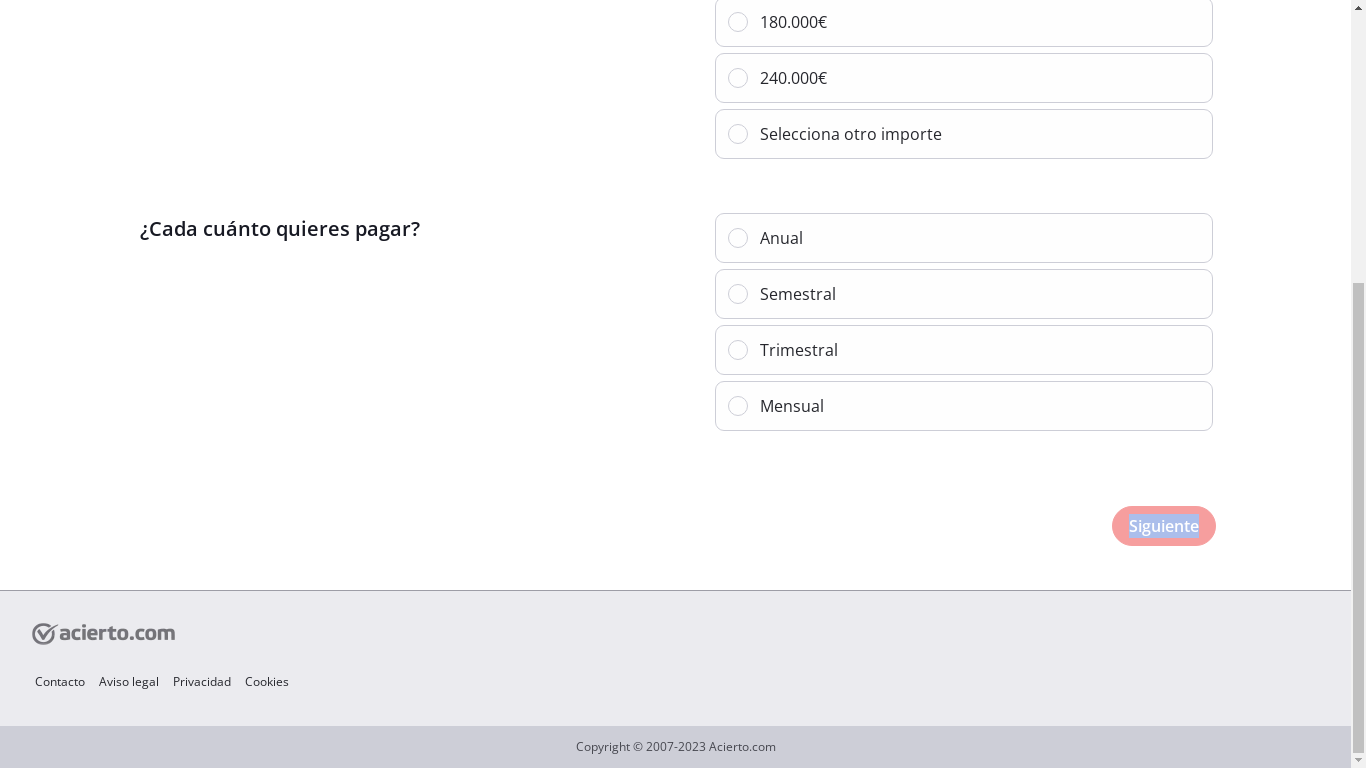 180.000€
240.000€
Selecciona otro importe
¿Cada cuánto quieres pagar?
Anual
Semestral
Trimestral
Mensual
Siguiente
acierto.com
Contacto Aviso legal Privacidad Cookies
Copyright © 2007-2023 Acierto.com